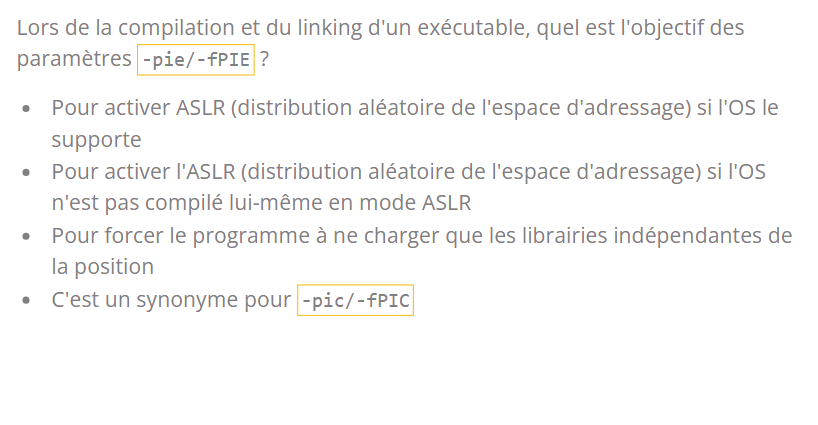 Lors de la compilation et du linking d'un exécutable, quel est l'objectif des
paramètres -pie/-fPIE ?
• Pour activer ASLR (distribution aléatoire de l'espace d'adressage) si l'OS le
supporte
• Pour activer l'ASLR (distribution aléatoire de l'espace d'adressage) si l'OS
n'est pas compilé lui-même en mode ASLR
• Pour forcer le programme à ne charger que les librairies indépendantes de
la position
• C'est un synonyme pour -pic/-fPIC